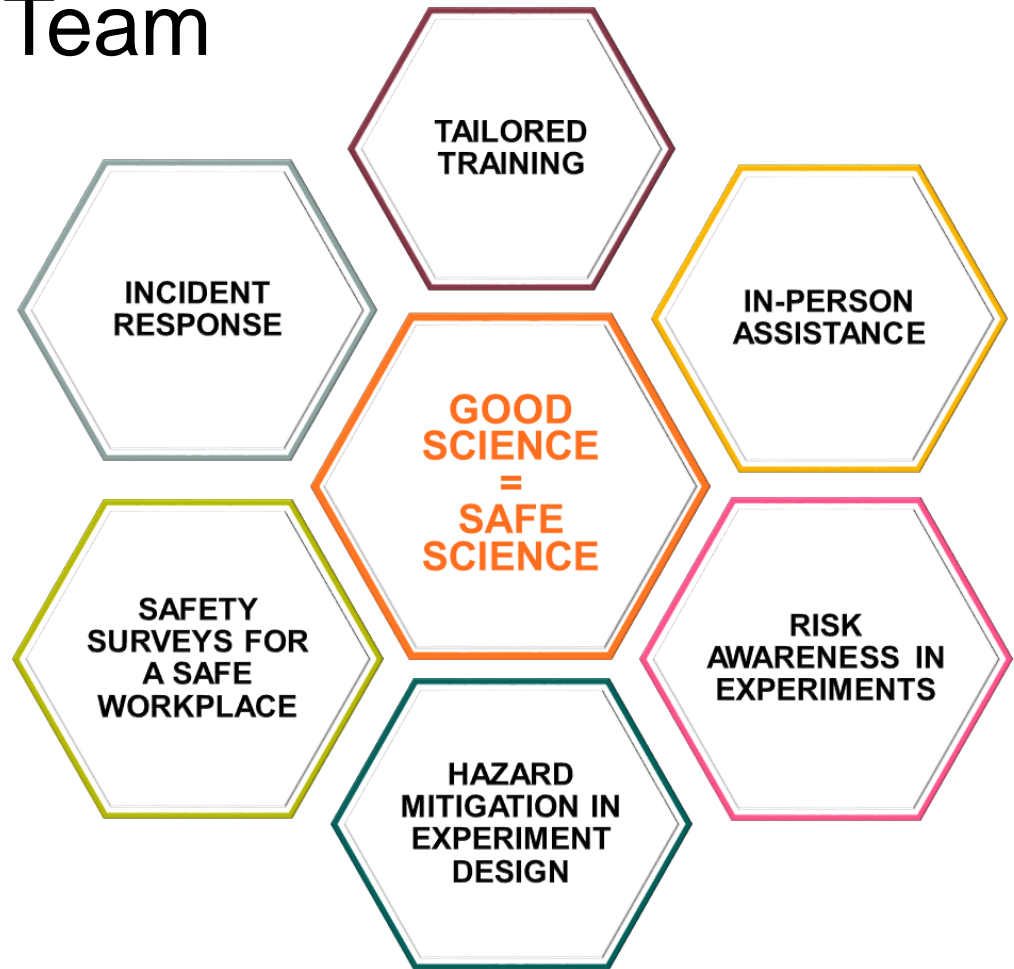 Team
TAILORED
TRAINING
INCIDENT
RESPONSE
IN-PERSON
ASSISTANCE
GOOD
SCIENCE
=
SAFE
SCIENCE
SAFETY
SURVEYS FOR
A SAFE
WORKPLACE
RISK
AWARENESS IN
EXPERIMENTS
HAZARD
MITIGATION IN
EXPERIMENT
DESIGN